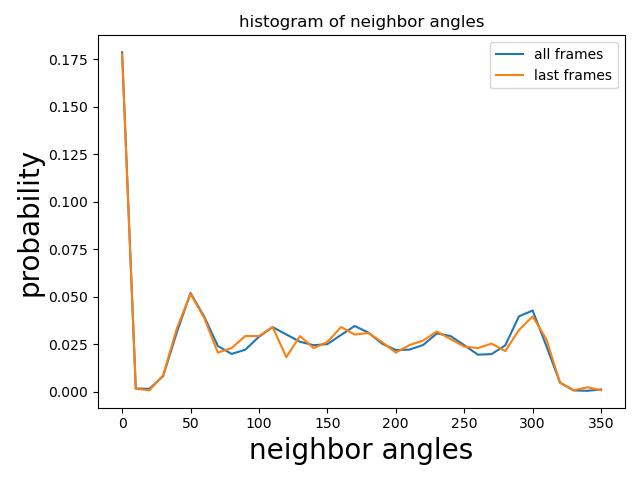 histogram of neighbor angles
all frames
last frames
probability
0.175
0.150
0.125
0.100
0.075
0.050
0.025
0.000
0 50 100 150 200 250 300 350
neighbor angles